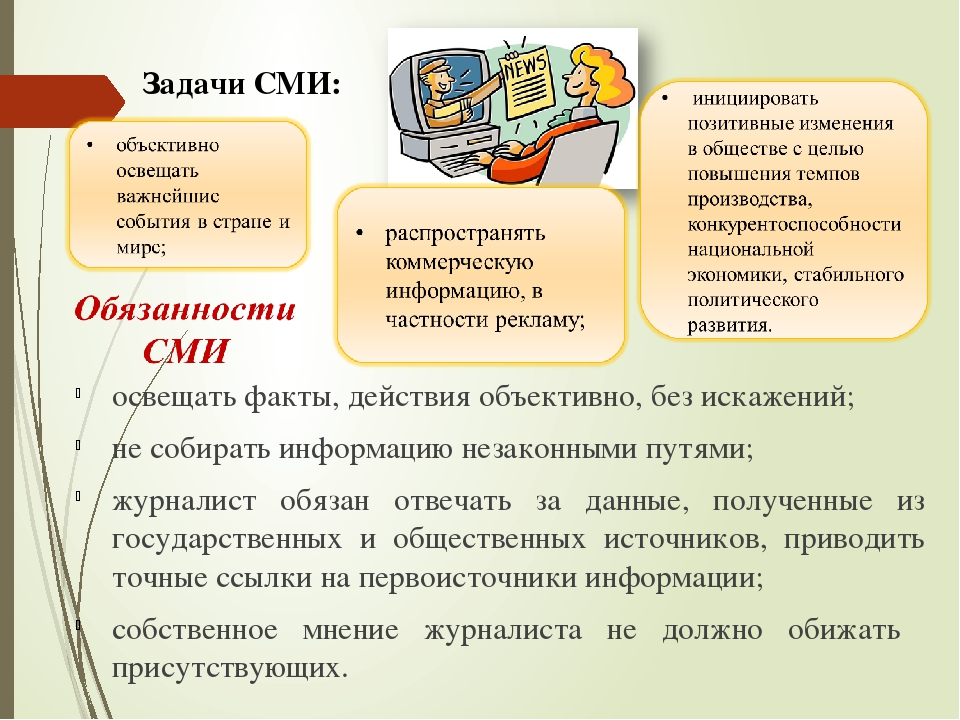 Задачи СМИ:
NEWS
• объективно
освещать
важнейшие
события в стране и
мире;
• распространять
коммерческую
информацию, в
частности рекламу;
• инициировать
позитивные изменения
в обществе с целью
повышения темпов
производства,
конкурентоспособности
национальной
экономики, стабильного
политического
развития.
Обязанности
СМИ
освещать факты, действия объективно, без искажений;
не собирать информацию незаконными путями;
журналист обязан отвечать за данные, полученные из
государственных и общественных источников, приводить
точные ссылки на первоисточники информации;
собственное мнение журналиста не должно обижать
присутствующих.